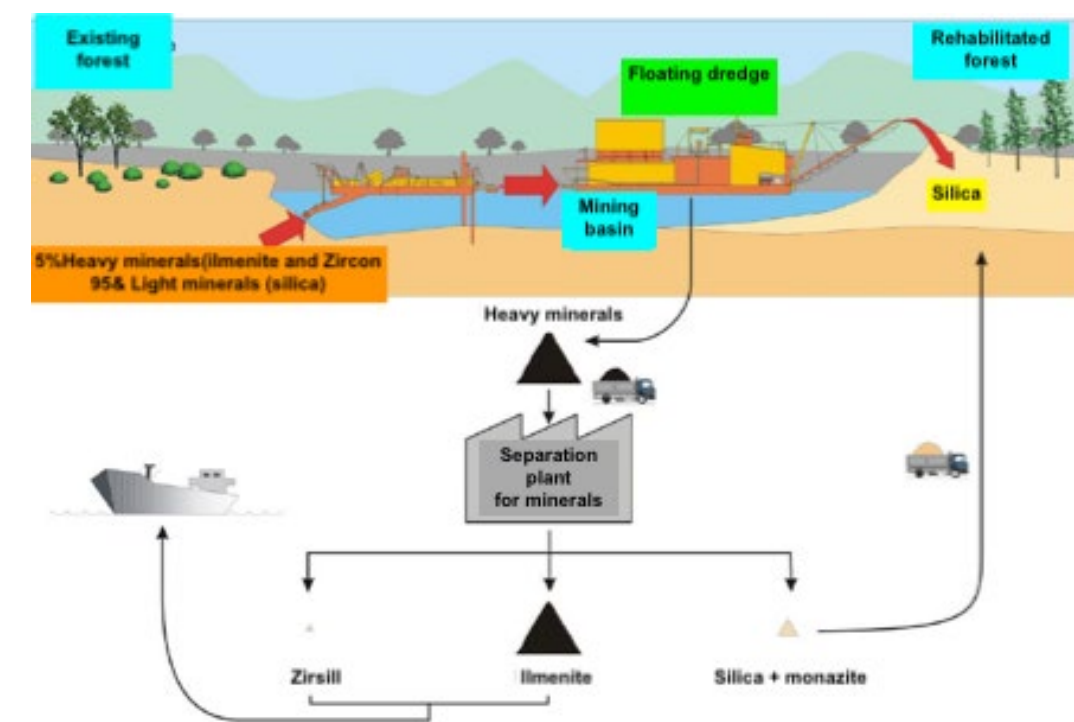 Existing
forest
Rehabilitated
forest
Floating dredge
Silica
Mining
basin
5%Heavy minerals(ilmenite and Zircon
95& Light minerals (silica)
Heavy minerals
Separation
plant
for minerals
Zirsill
Ilmenite
Silica + monazite